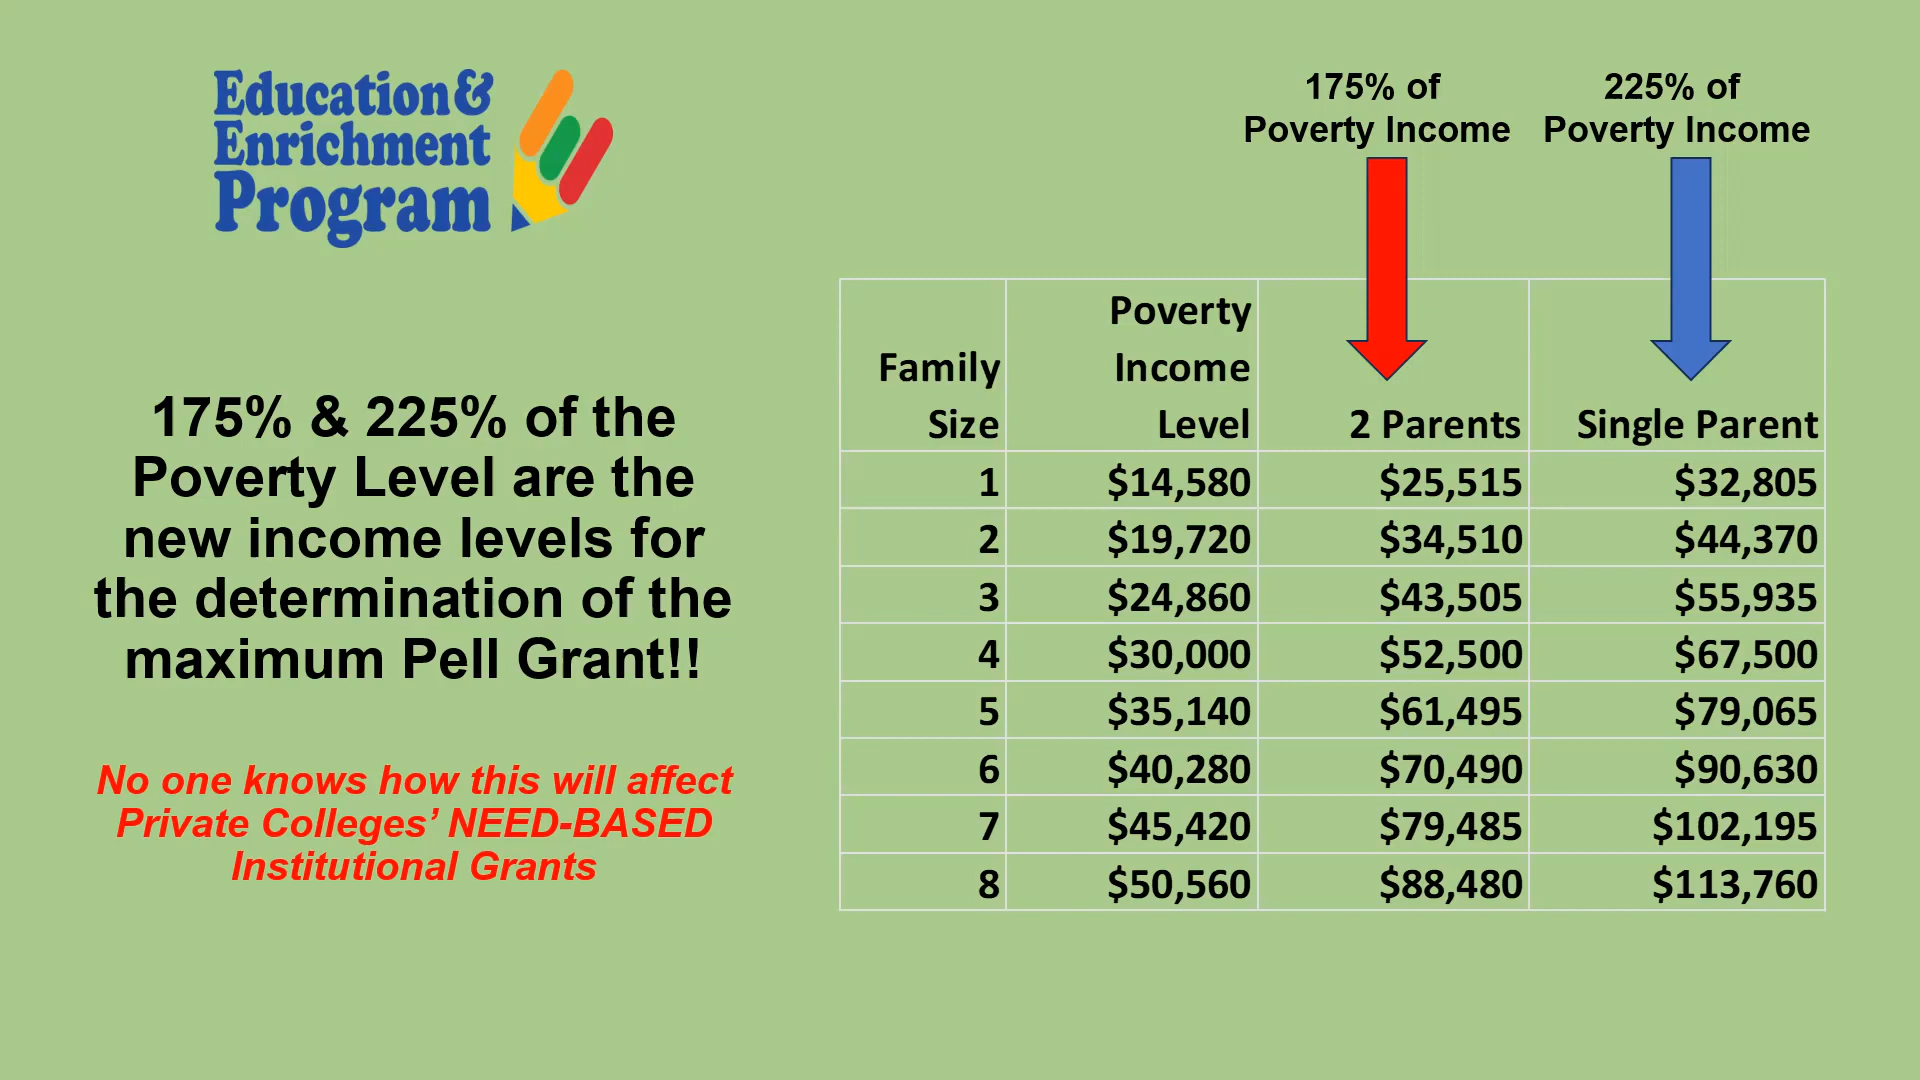 Education&
Enrichment
Program
175% & 225% of the
Poverty Level are the
new income levels for
the determination of the
maximum Pell Grant!!
No one knows how this will affect
Private Colleges’ NEED-BASED
Institutional Grants
175% of
Poverty Income
225% of
Poverty Income
Family Size Poverty Income Level 2 Parents Single Parent
1 $14,580 $25,515 $32,805
2 $19,720 $34,510 $44,370
3 $24,860 $43,505 $55,935
4 $30,000 $52,500 $67,500
5 $35,140 $61,495 $79,065
6 $40,280 $70,490 $90,630
7 $45,420 $79,485 $102,195
8 $50,560 $88,480 $113,760